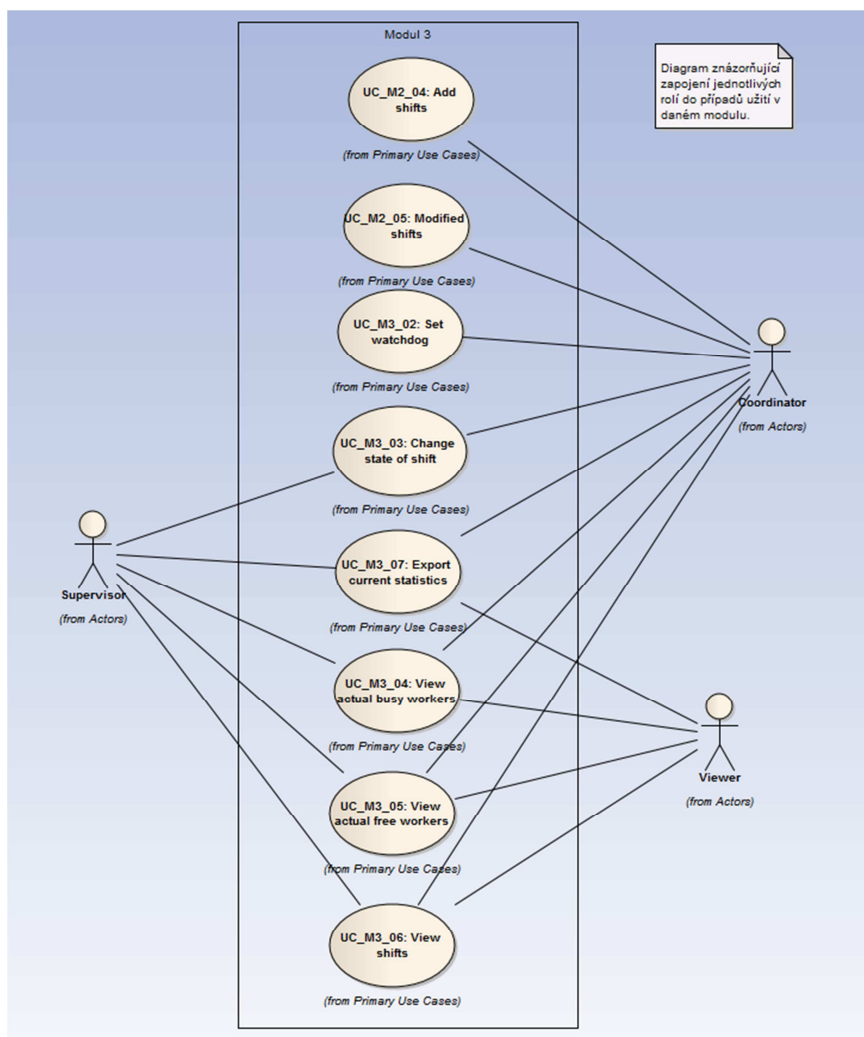 Modul 3
UC_M2_04: Add
shifts
(from Primary Use Cases)
Diagram znázorňující
zapojení jednotlivých
rolí do případů užití v
daném modulu.
UC_M2_05: Modified
shifts
(from Primary Use Cases)
UC_M3_02: Set
watchdog
(from Primary Use Cases)
Coordinator
(from Actors)
UC_M3_03: Change
state of shift
(from Primary Use Cases)
UC_M3_07: Export
current statistics
(from Primary Use Cases)
Supervisor
(from Actors)
UC_M3_04: View
actual busy workers
(from Primary Use Cases)
Viewer
(from Actors)
UC_M3_05: View
actual free workers
(from Primary Use Cases)
UC_M3_06: View
shifts
(from Primary Use Cases)